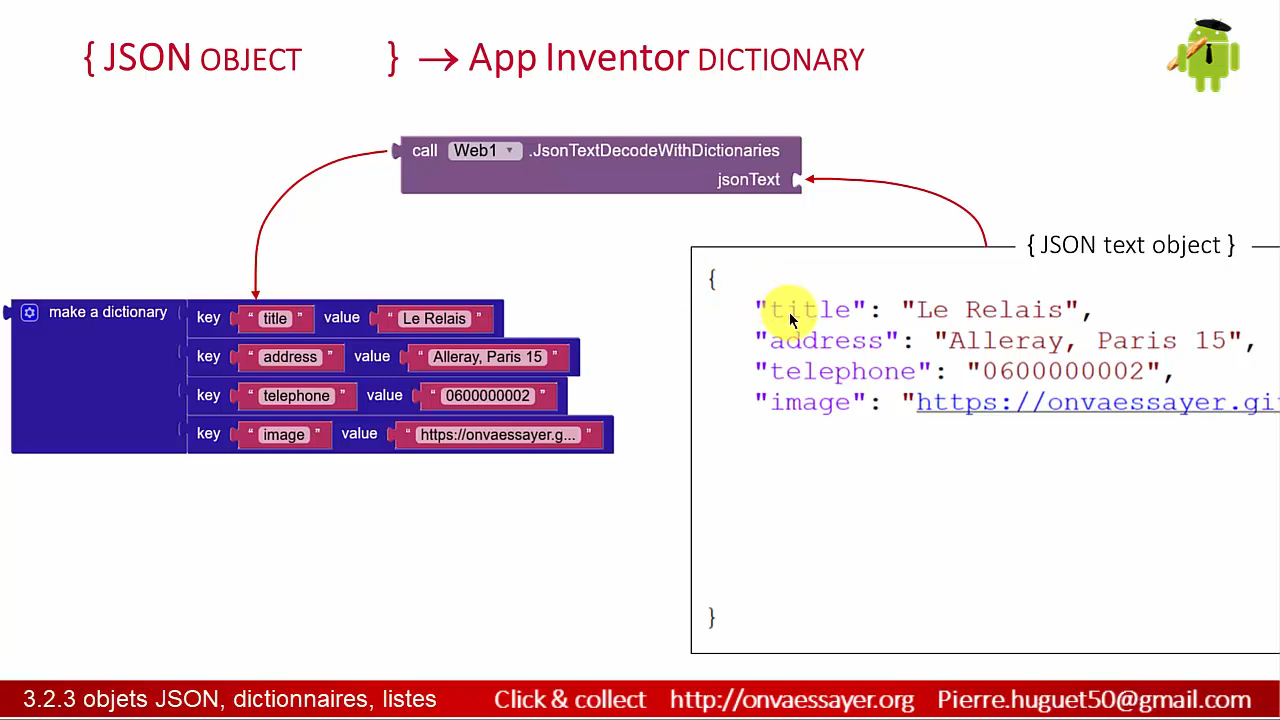 { JSON OBJECT } → App Inventor DICTIONARY
call Web1 .JsonTextDecodeWithDictionaries
jsonText
{ JSON text object }
make a dictionary key " title " value " Le Relais "
key " address " value " Alleray, Paris 15 "
key " telephone " value " 0600000002 "
key " image " value " https://onvaessayer.g... "
{
"title": "Le Relais",
"address": "Alleray, Paris 15",
"telephone": "0600000002",
"image": "https://onvaessayer.gi
}
3.2.3 objets JSON, dictionnaires, listes Click & collect http://onvaessayer.org Pierre.huguet50@gmail.com